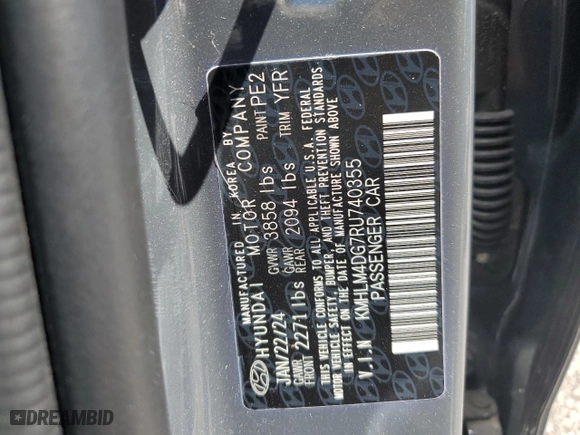 MANUFACTURED IN KOREA BY
HYUNDAI MOTOR COMPANY
JAN/22/24 GVWR 3858 lbs PAINT PE2
GAWR FRONT 2271 lbs GAWR REAR 2094 lbs TRIM YFR
THIS VEHICLE CONFORMS TO ALL APPLICABLE U.S.A. FEDERAL
MOTOR VEHICLE SAFETY, BUMPER, AND THEFT PREVENTION STANDARDS
IN EFFECT ON THE DATE OF MANUFACTURE SHOWN ABOVE
V.I.N KMHLM4DG7RU740355
PASSENGER CAR
DREAMBID